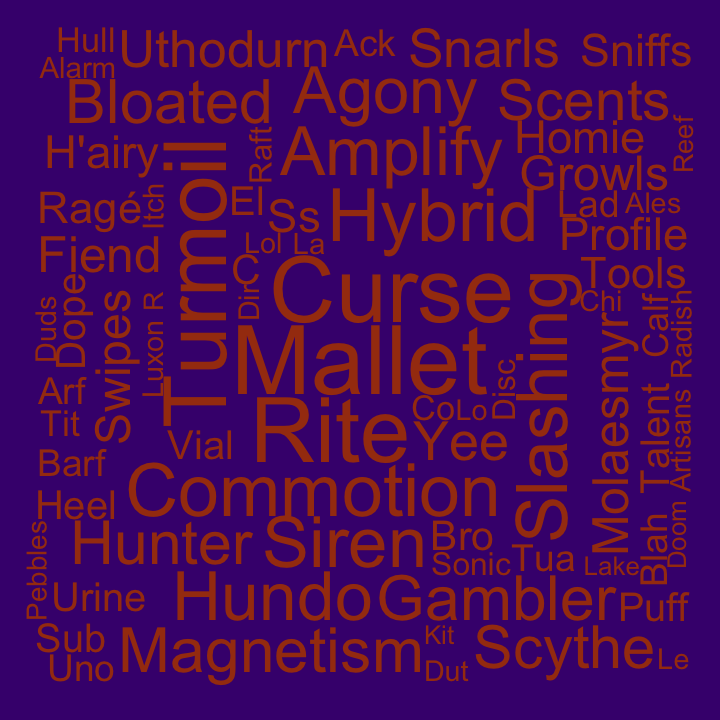 Hull
Uthodurn
Ack
Snarls
Sniffs
Alarm
Bloated
Agony
Scents
H'airy
Turmoil
Raft
Amplify
Homie
Reef
Growls
Ragé
Itch
El
Ss
Hybrid
Lad
Ales
Profile
Fiend
Lol
La
C
Dir
Curse
Tools
Chi
Duds
Dope
Swipes
Luxon
R
Mallet
Slashing
Molaesmyr
Calf
Radish
Arf
Tit
Rite
Co
Lo
Disc
Yee
Talent
Artisans
Barf
Vial
Heel
Commotion
Hunter
Siren
Bro
Sonic
Tua
Lake
Blah
Doom
Pebbles
Urine
Hundo
Gambler
Puff
Sub
Uno
Magnetism
Kit
Dut
Scythe
Le